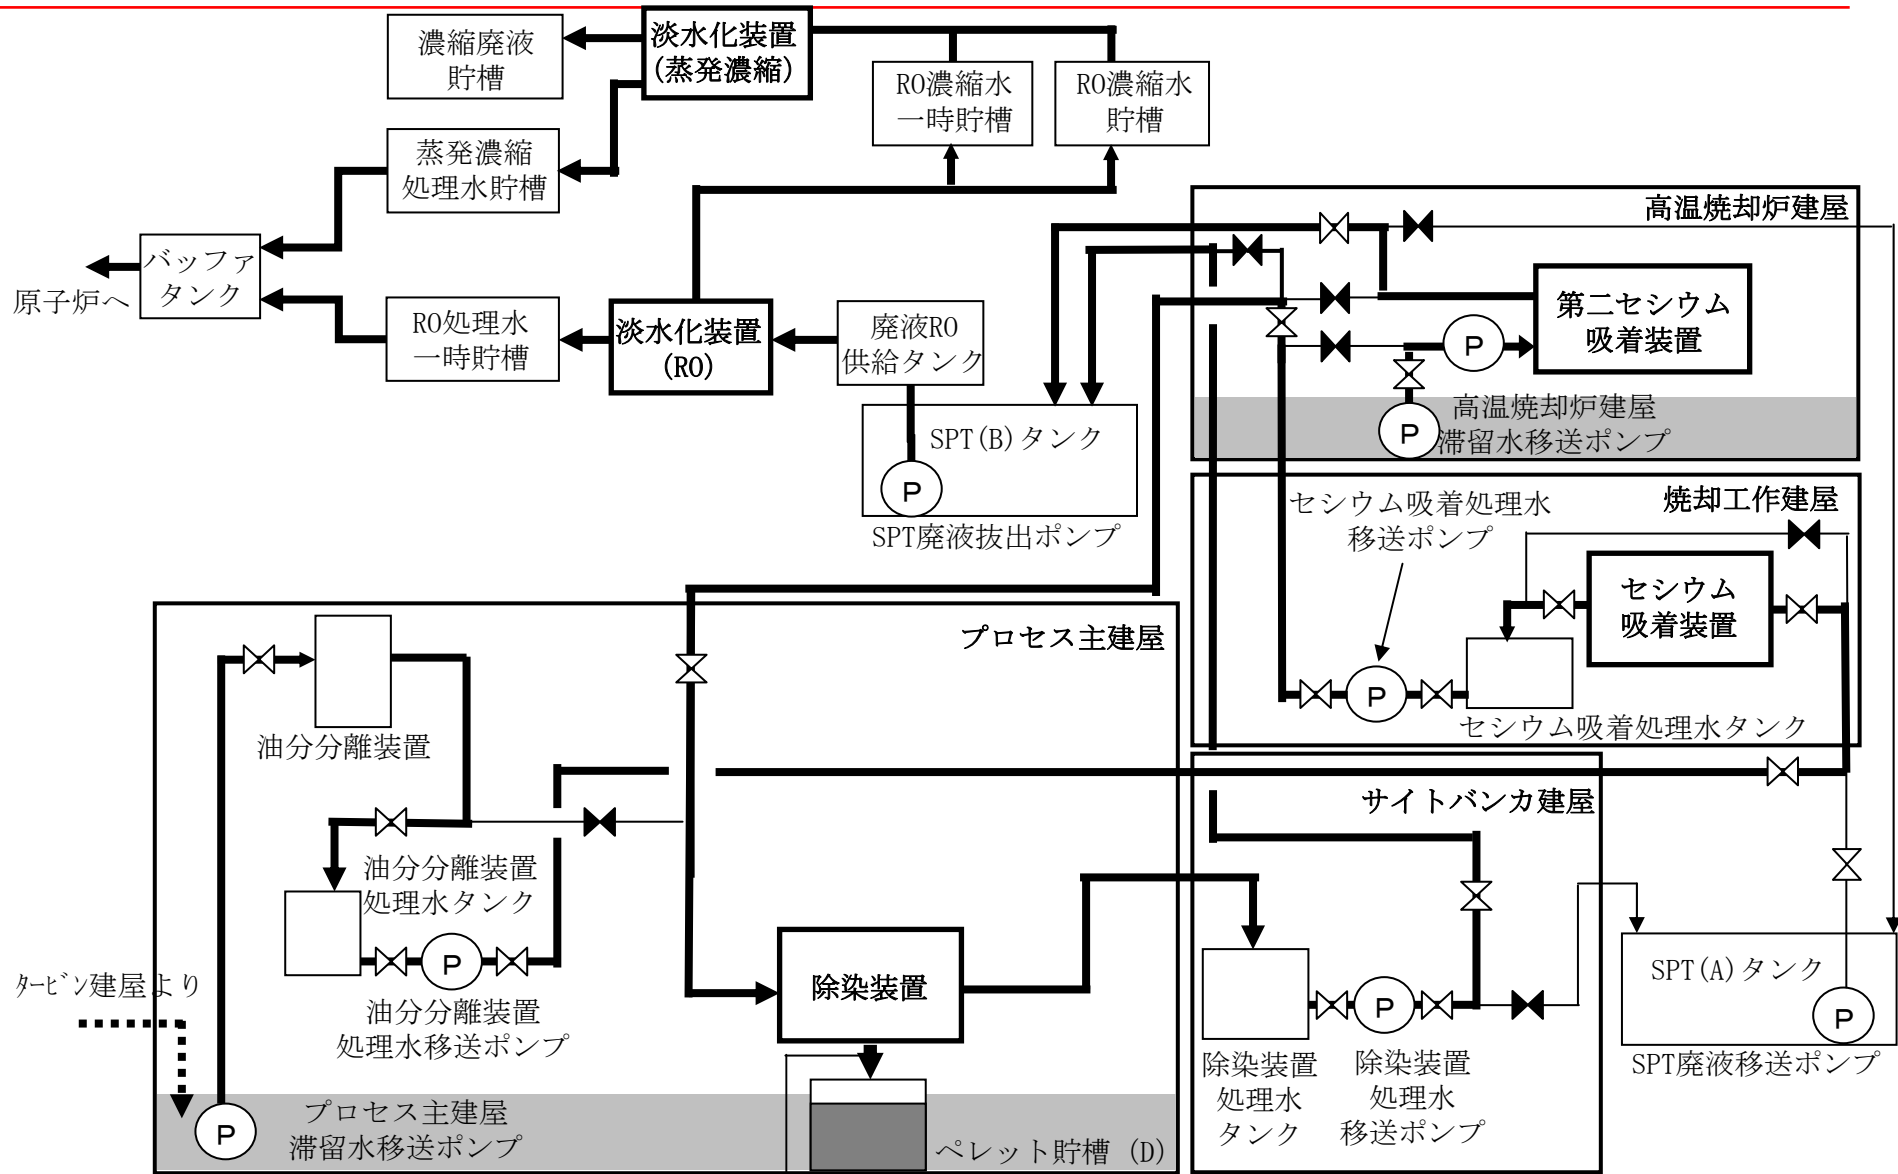 濃縮廃液
貯槽
淡水化装置
(蒸発濃縮)
RO濃縮水
一時貯槽
RO濃縮水
貯槽
蒸発濃縮
処理水貯槽
高温焼却炉建屋
バッファ
タンク
原子炉へ
RO処理水
一時貯槽
淡水化装置
(RO)
廃液RO
供給タンク
第二セシウム
吸着装置
P
高温焼却炉建屋
滞留水移送ポンプ
P
SPT(B)タンク
P
SPT廃液抜出ポンプ
セシウム吸着処理水
移送ポンプ
焼却工作建屋
セシウム
吸着装置
P
セシウム吸着処理水タンク
プロセス主建屋
油分分離装置
サイトバンカ建屋
油分分離装置
処理水タンク
P
油分分離装置
処理水移送ポンプ
タービン建屋より
除染装置
P
除染装置
処理水
タンク
除染装置
処理水
移送ポンプ
SPT(A)タンク
P
SPT廃液移送ポンプ
P
プロセス主建屋
滞留水移送ポンプ
ペレット貯槽 (D)